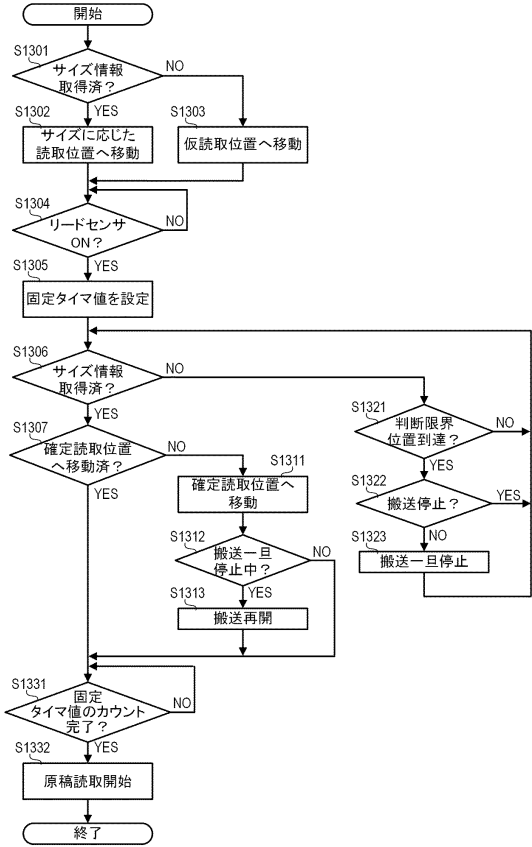 開始
S1301
サイズ情報
取得済？
NO
YES
S1302
サイズに応じた
読取位置へ移動
S1303
仮読取位置へ移動
S1304
リードセンサ
ON？
NO
YES
S1305
固定タイマ値を設定
S1306
サイズ情報
取得済？
NO
YES
S1307
確定読取位置
へ移動済？
NO
YES
S1311
確定読取位置へ
移動
S1312
搬送一旦
停止中？
NO
YES
S1313
搬送再開
S1321
判断限界
位置到達？
NO
YES
S1322
搬送停止？
YES
NO
S1323
搬送一旦停止
S1331
固定
タイマ値のカウント
完了？
NO
YES
S1332
原稿読取開始
終了